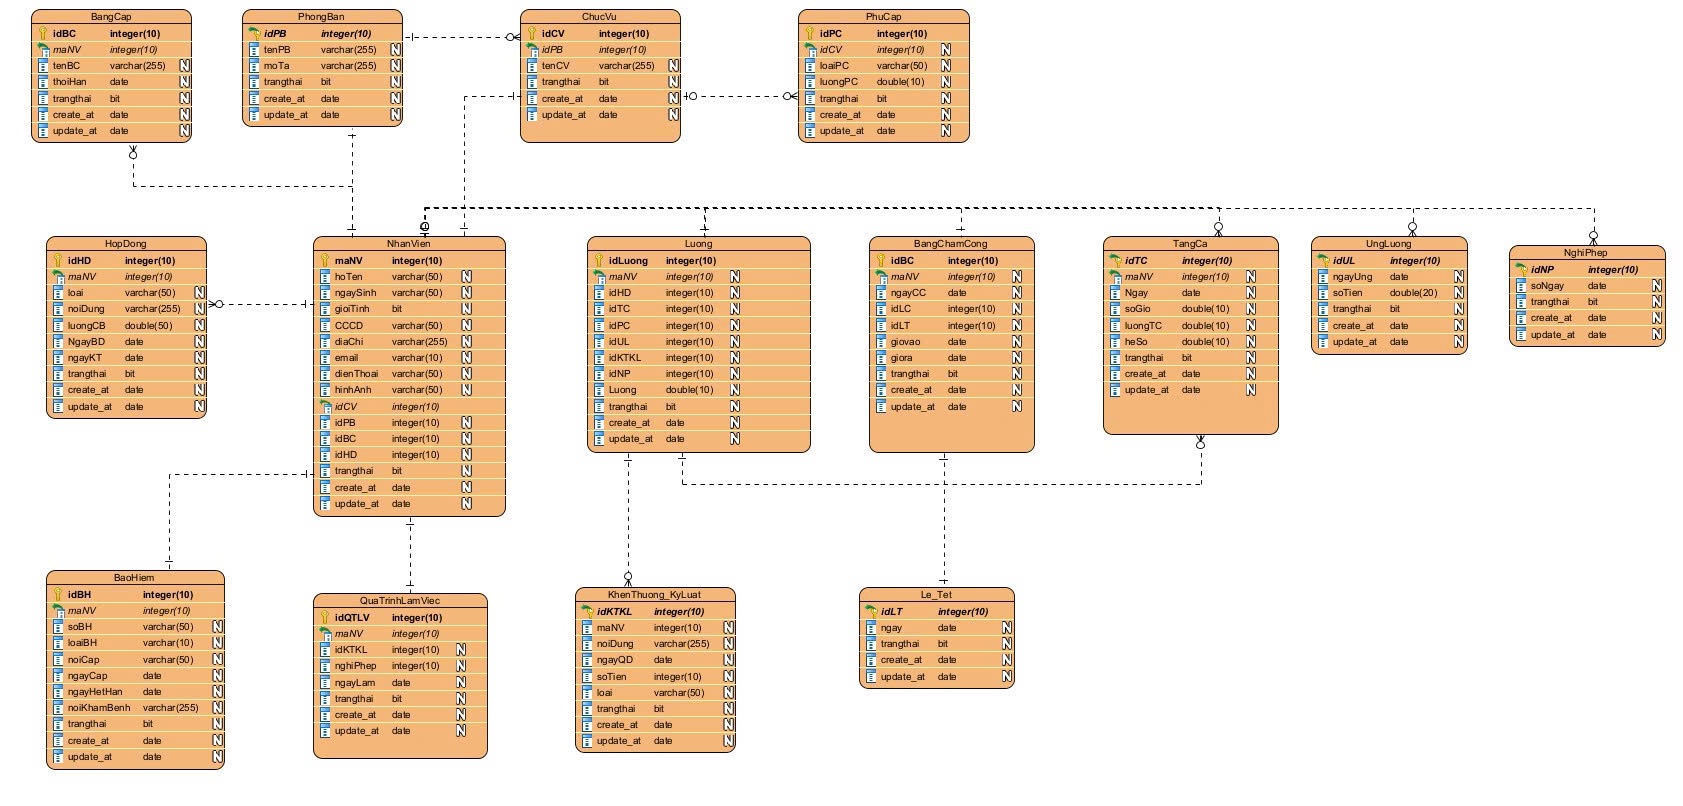 BangCap
idBC integer(10)
maNV integer(10)
tenBC varchar(255) N
thoiHan date N
trangthai bit N
create_at date N
update_at date N
PhongBan
idPB integer(10)
tenPB varchar(255) N
moTa varchar(255) N
trangthai bit N
create_at date N
update_at date N
ChucVu
idCV integer(10)
idPB integer(10)
tenCV varchar(255) N
trangthai bit N
create_at date N
update_at date N
PhuCap
idPC integer(10)
idCV integer(10) N
loaiPC varchar(50) N
luongPC double(10) N
trangthai bit N
create_at date N
update_at date N
HopDong
idHD integer(10)
maNV integer(10)
loai varchar(50) N
noiDung varchar(255) N
luongCB double(50) N
NgayBD date N
ngayKT date N
trangthai bit N
create_at date N
update_at date N
NhanVien
maNV integer(10)
hoTen varchar(50) N
ngaySinh varchar(50) N
gioiTinh bit N
CCCD varchar(50) N
diaChi varchar(255) N
email varchar(10) N
dienThoai varchar(50) N
hinhAnh varchar(50) N
idCV integer(10)
idPB integer(10) N
idBC integer(10) N
idHD integer(10) N
trangthai bit N
create_at date N
update_at date N
Luong
idLuong integer(10)
maNV integer(10) N
idHD integer(10) N
idTC integer(10) N
idPC integer(10) N
idUL integer(10) N
idKTKL integer(10) N
idNP integer(10) N
Luong double(10) N
trangthai bit N
create_at date N
update_at date N
BangChamCong
idBC integer(10)
maNV integer(10) N
ngayCC date N
idLC integer(10) N
idLT integer(10) N
giovao date N
giora date N
trangthai bit N
create_at date N
update_at date N
TangCa
idTC integer(10)
maNV integer(10) N
Ngay date N
soGio double(10) N
luongTC double(10) N
heSo double(10) N
trangthai bit N
create_at date N
update_at date N
UngLuong
idUL integer(10)
ngayUng date N
soTien double(20) N
trangthai bit N
create_at date N
update_at date N
NghiPhep
idNP integer(10)
soNgay date N
trangthai bit N
create_at date N
update_at date N
BaoHiem
idBH integer(10)
maNV integer(10)
soBH varchar(50) N
loaiBH varchar(10) N
noiCap varchar(50) N
ngayCap date N
ngayHetHan date N
noiKhamBenh varchar(255) N
trangthai bit N
create_at date N
update_at date N
QuaTrinhLamViec
idQTLV integer(10)
maNV integer(10)
idKTKL integer(10) N
nghiPhep integer(10) N
ngayLam date N
trangthai bit N
create_at date N
update_at date N
KhenThuong_KyLuat
idKTKL integer(10)
maNV integer(10) N
noiDung varchar(255) N
ngayQD date N
soTien integer(10) N
loai varchar(50) N
trangthai bit N
create_at date N
update_at date N
Le_Tet
idLT integer(10)
ngay date N
trangthai bit N
create_at date N
update_at date N